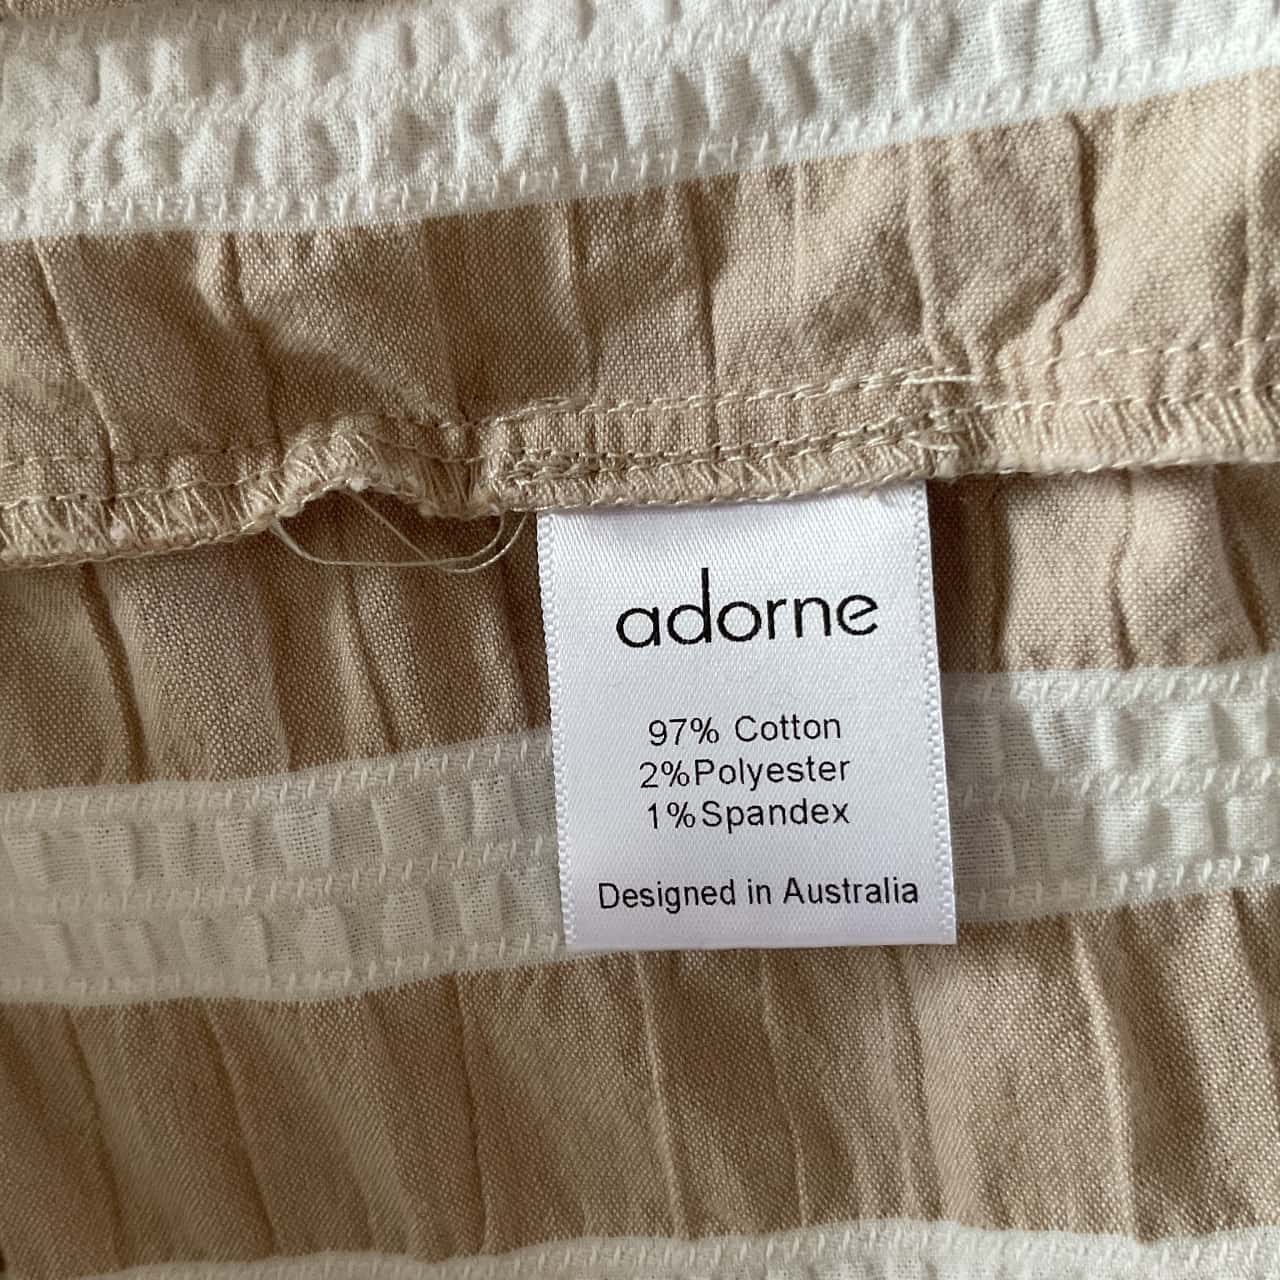 adorne
97% Cotton
2%Polyester
1%Spandex
Designed in Australia